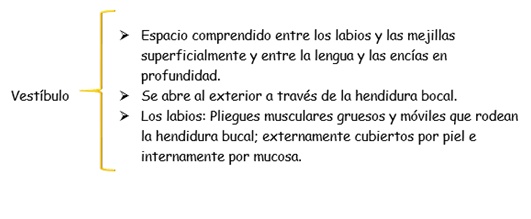 Vestíbulo
➤ Espacio comprendido entre los labios y las mejillas
superficialmente y entre la lengua y las encías en
profundidad.
➤ Se abre al exterior a través de la hendidura bocal.
➤ Los labios: Pliegues musculares gruesos y móviles que rodean
la hendidura bucal; externamente cubiertos por piel e
internamente por mucosa.